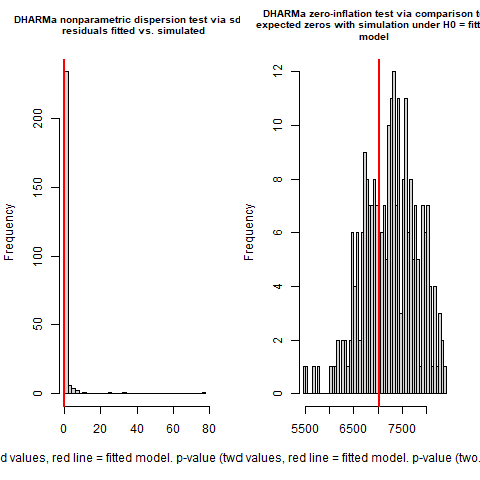 DHARMa nonparametric dispersion test via sd
residuals fitted vs. simulated
Frequency
0
50
100
150
200
0 20 40 60 80
d values, red line = fitted model. p-value (two
DHARMa zero-inflation test via comparison to
expected zeros with simulation under H0 = fitt
model
Frequency
0
2
4
6
8
10
12
5500 6500 7500
values, red line = fitted model. p-value (two.